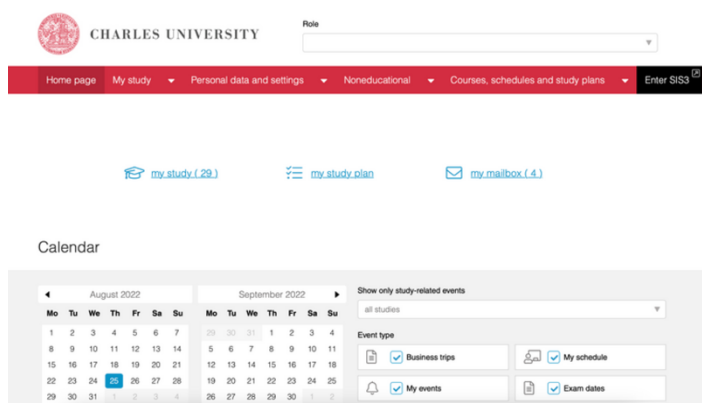 CHARLES UNIVERSITY
Role
Home page My study Personal data and settings Noneducational Courses, schedules and study plans Enter SIS3
my study ( 29 ) my study plan my mailbox ( 4 )
Calendar
August 2022
Mo Tu We Th Fr Sa Su
1 2 3 4 5 6 7
8 9 10 11 12 13 14
15 16 17 18 19 20 21
22 23 24 25 26 27 28
29 30 31 1 2 3 4
September 2022
Mo Tu We Th Fr Sa Su
29 30 31 1 2 3 4
5 6 7 8 9 10 11
12 13 14 15 16 17 18
19 20 21 22 23 24 25
26 27 28 29 30 1 2
Show only study-related events
all studies
Event type
Business trips My schedule
My events Exam dates